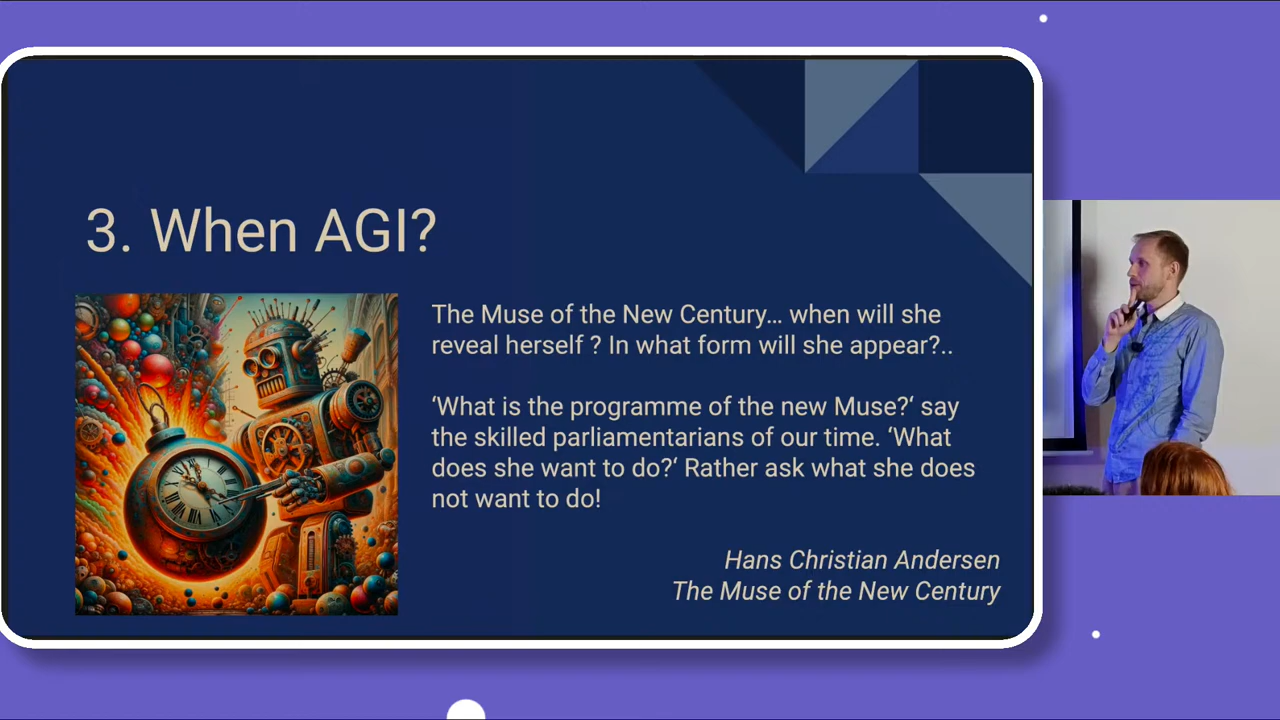 3. When AGI?
The Muse of the New Century... when will she
reveal herself ? In what form will she appear?..
‘What is the programme of the new Muse?‘ say
the skilled parliamentarians of our time. ‘What
does she want to do?‘ Rather ask what she does
not want to do!
Hans Christian Andersen
The Muse of the New Century